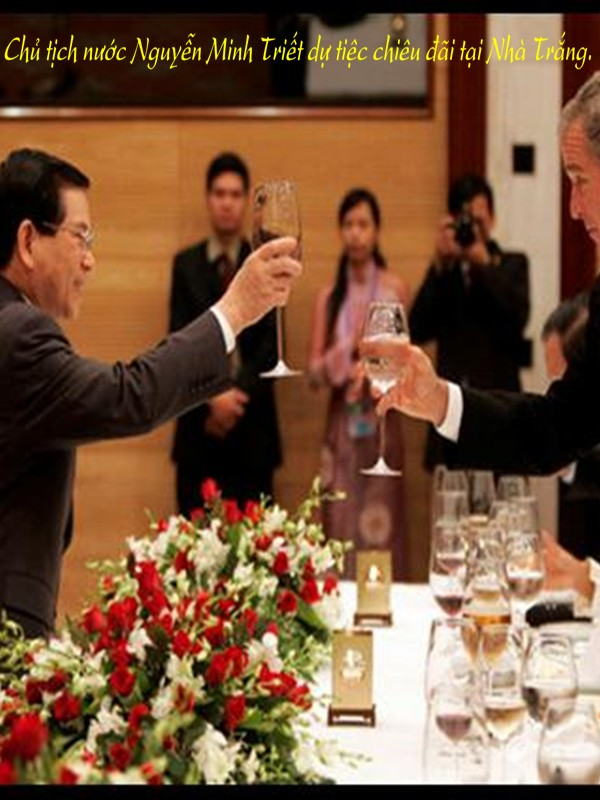 Chủ tịch nước Nguyễn Minh Triết dự tiệc chiêu đãi tại Nhà Trắng.